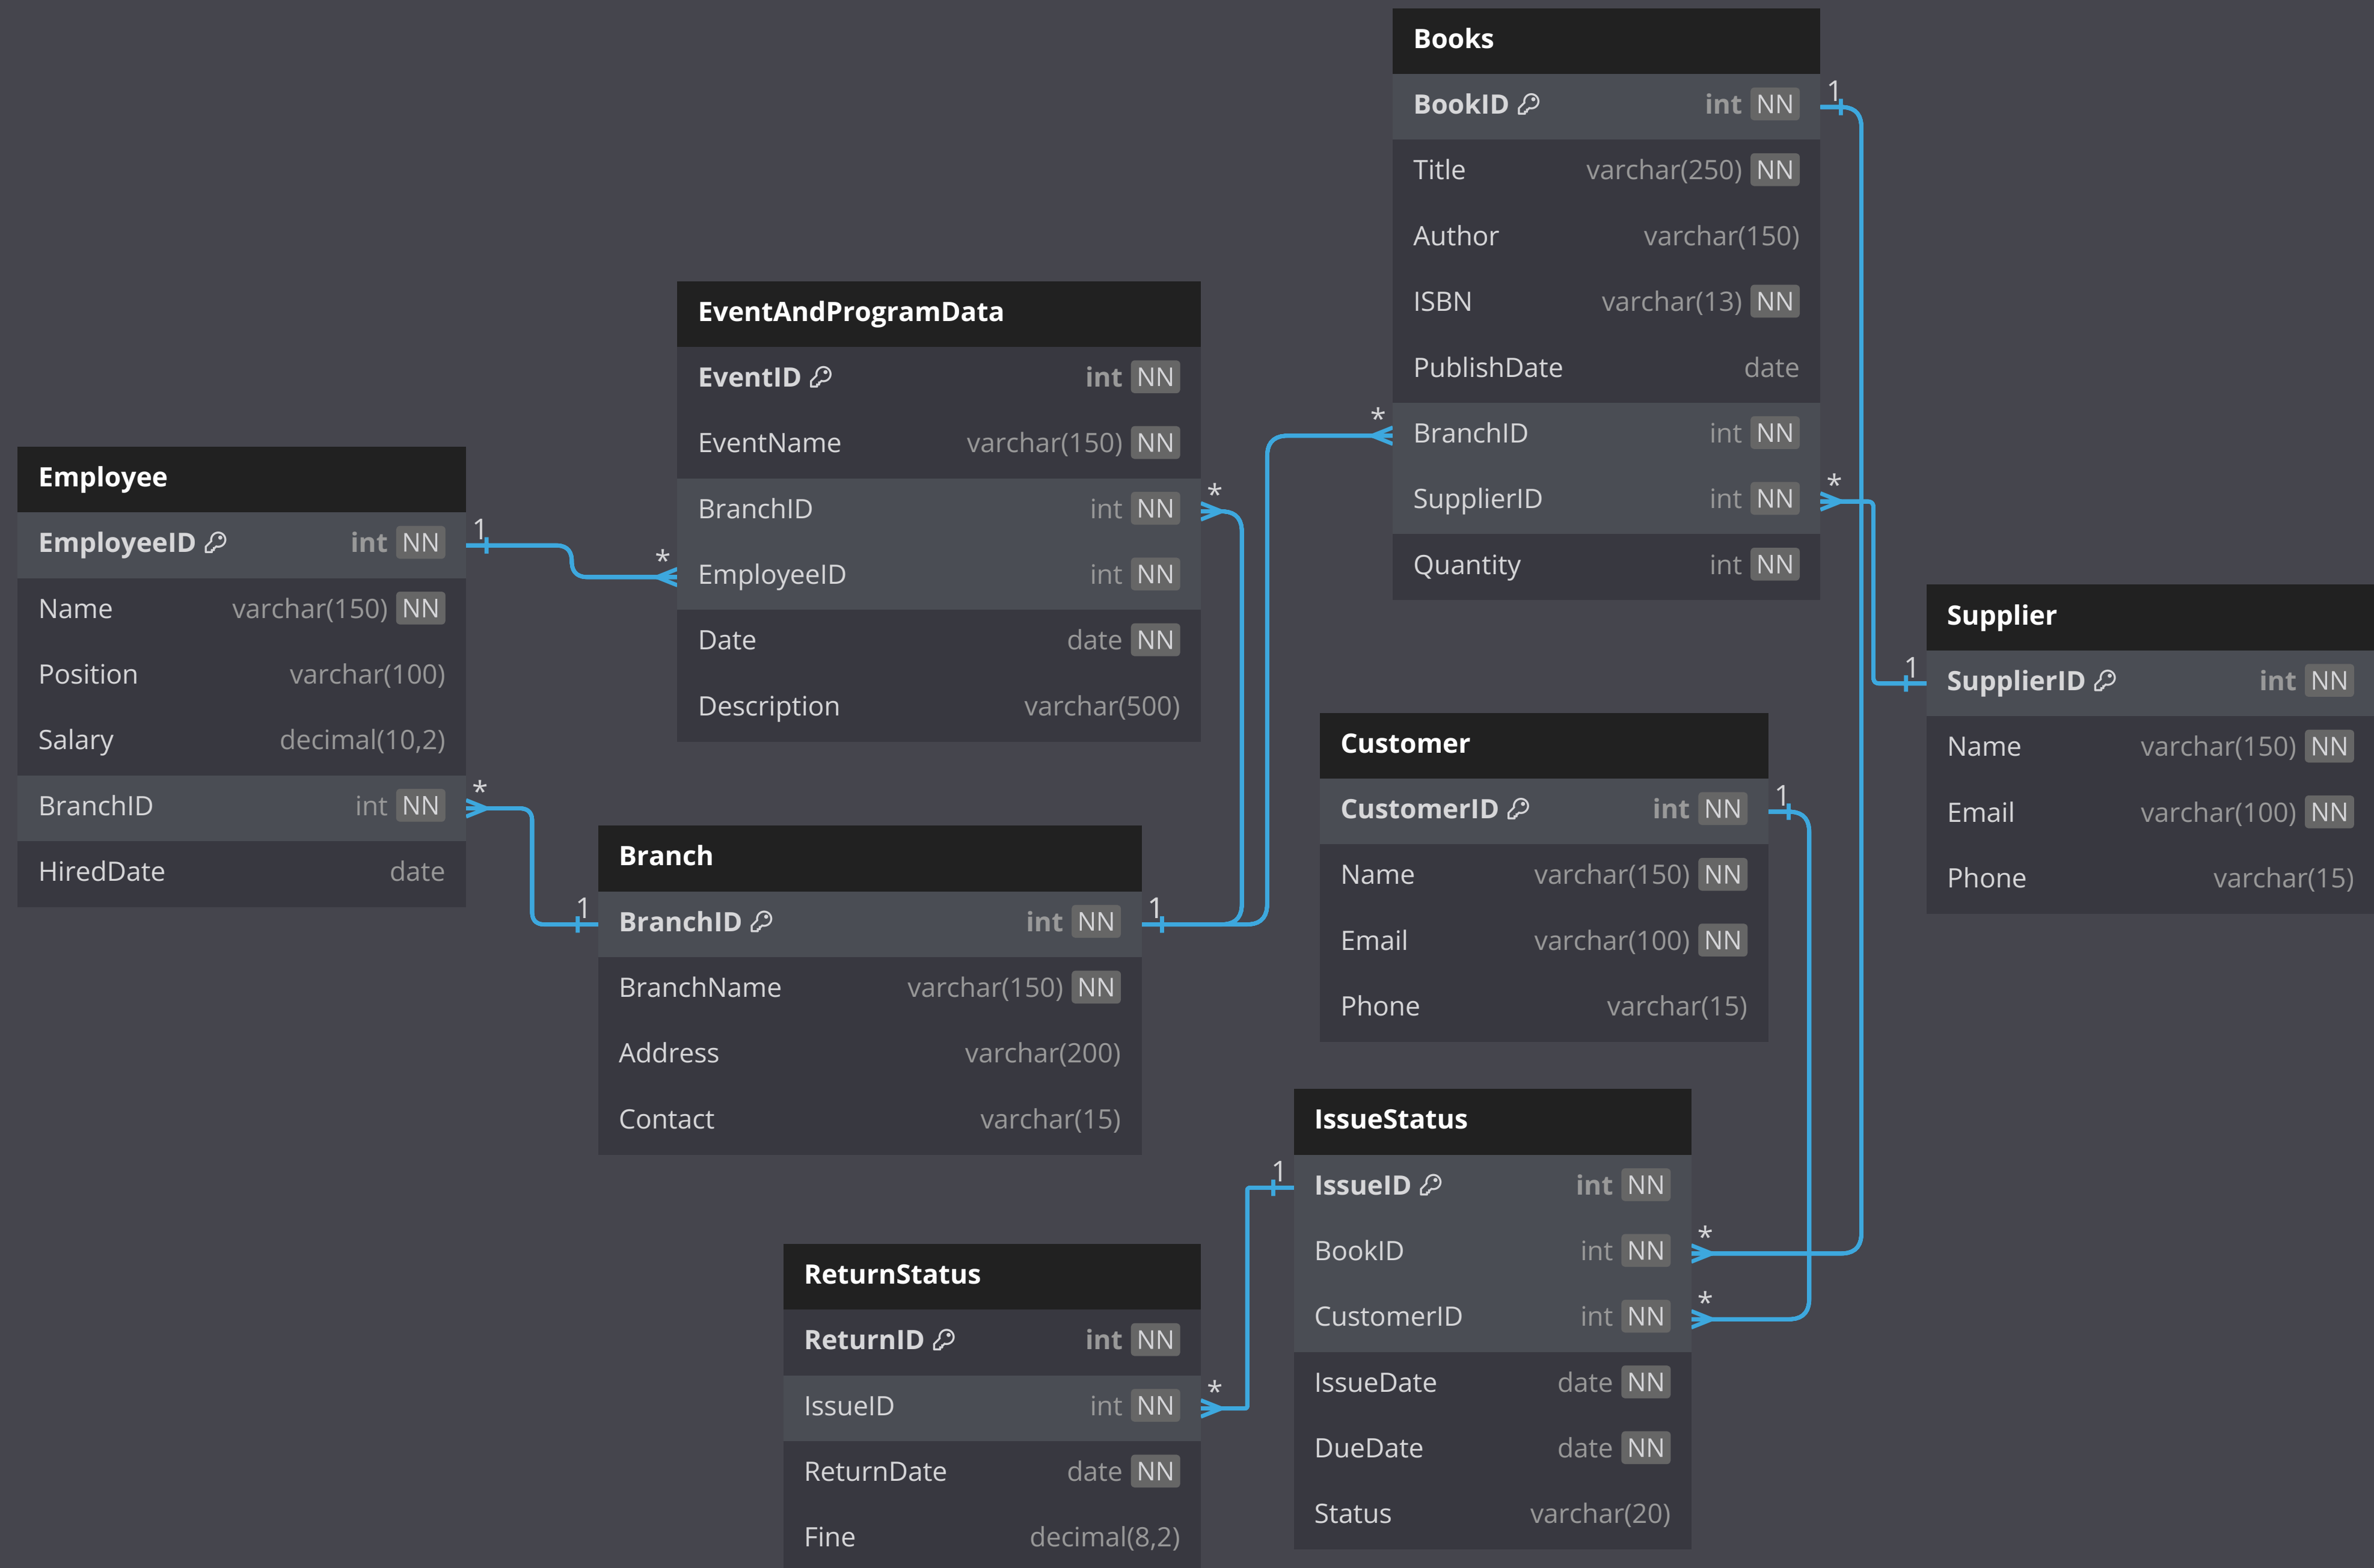 Books
BookID int NN
Title varchar(250) NN
Author varchar(150)
ISBN varchar(13) NN
PublishDate date
BranchID int NN
SupplierID int NN
Quantity int NN
1
*
*
EventAndProgramData
EventID int NN
EventName varchar(150) NN
BranchID int NN
EmployeeID int NN
Date date NN
Description varchar(500)
*
*
Employee
EmployeeID int NN
Name varchar(150) NN
Position varchar(100)
Salary decimal(10,2)
BranchID int NN
HiredDate date
1
*
Supplier
SupplierID int NN
Name varchar(150) NN
Email varchar(100) NN
Phone varchar(15)
1
Customer
CustomerID int NN
Name varchar(150) NN
Email varchar(100) NN
Phone varchar(15)
1
Branch
BranchID int NN
BranchName varchar(150) NN
Address varchar(200)
Contact varchar(15)
1
1
IssueStatus
IssueID int NN
BookID int NN
CustomerID int NN
IssueDate date NN
DueDate date NN
Status varchar(20)
1
*
*
ReturnStatus
ReturnID int NN
IssueID int NN
ReturnDate date NN
Fine decimal(8,2)
*